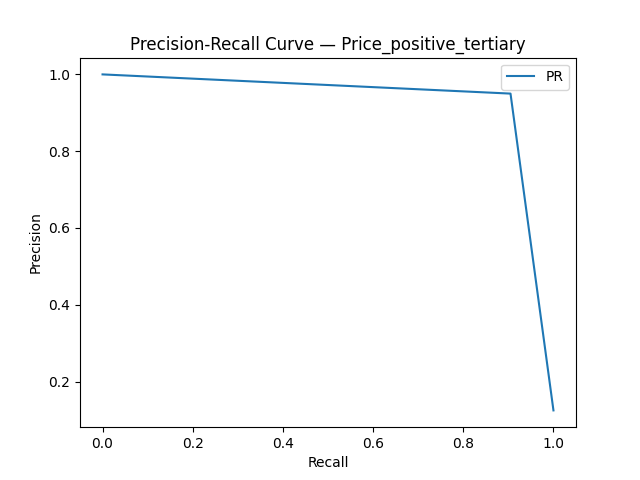 Precision-Recall Curve — Price_positive_tertiary
PR
1.0
0.8
0.6
0.4
0.2
Precision
0.0 0.2 0.4 0.6 0.8 1.0
Recall